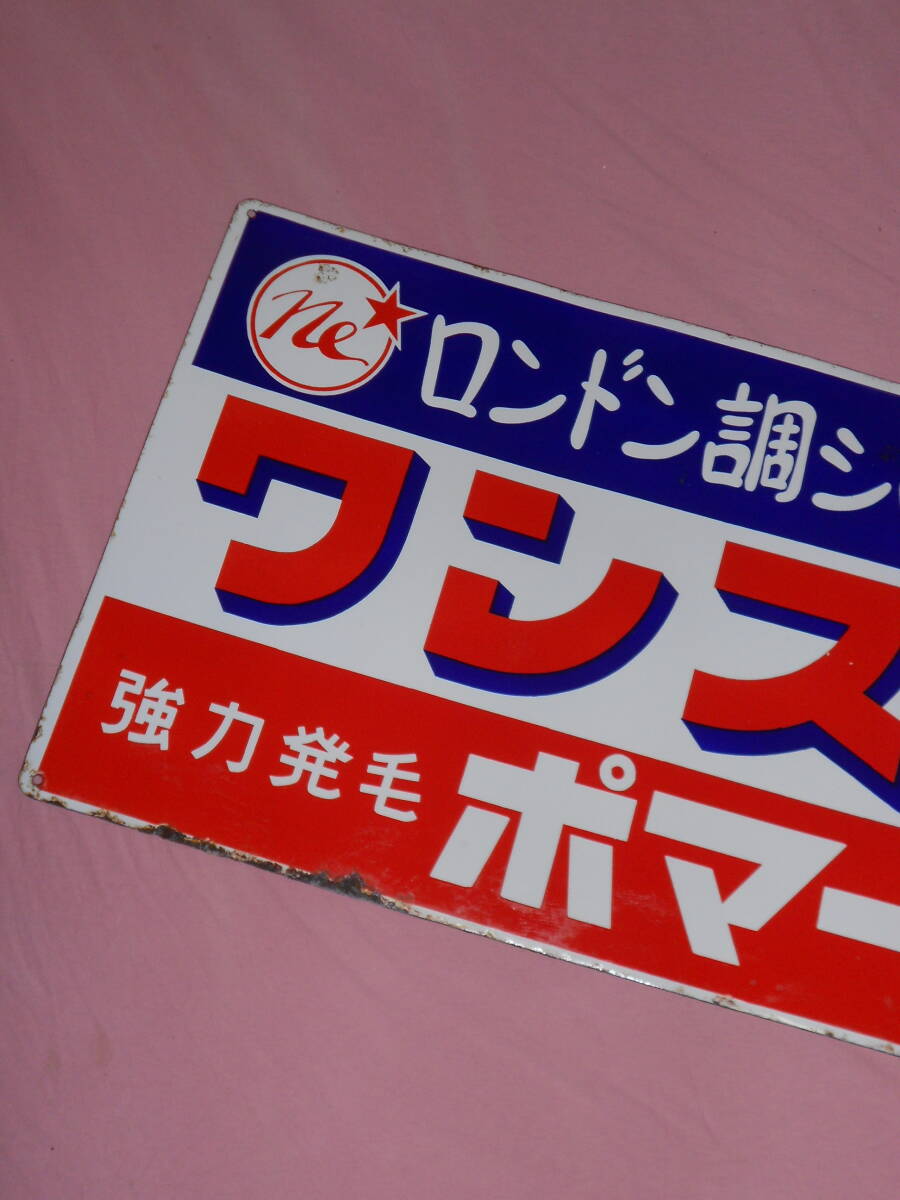 ne
ロンドン調シ
ワンス
強力発毛 ポマー